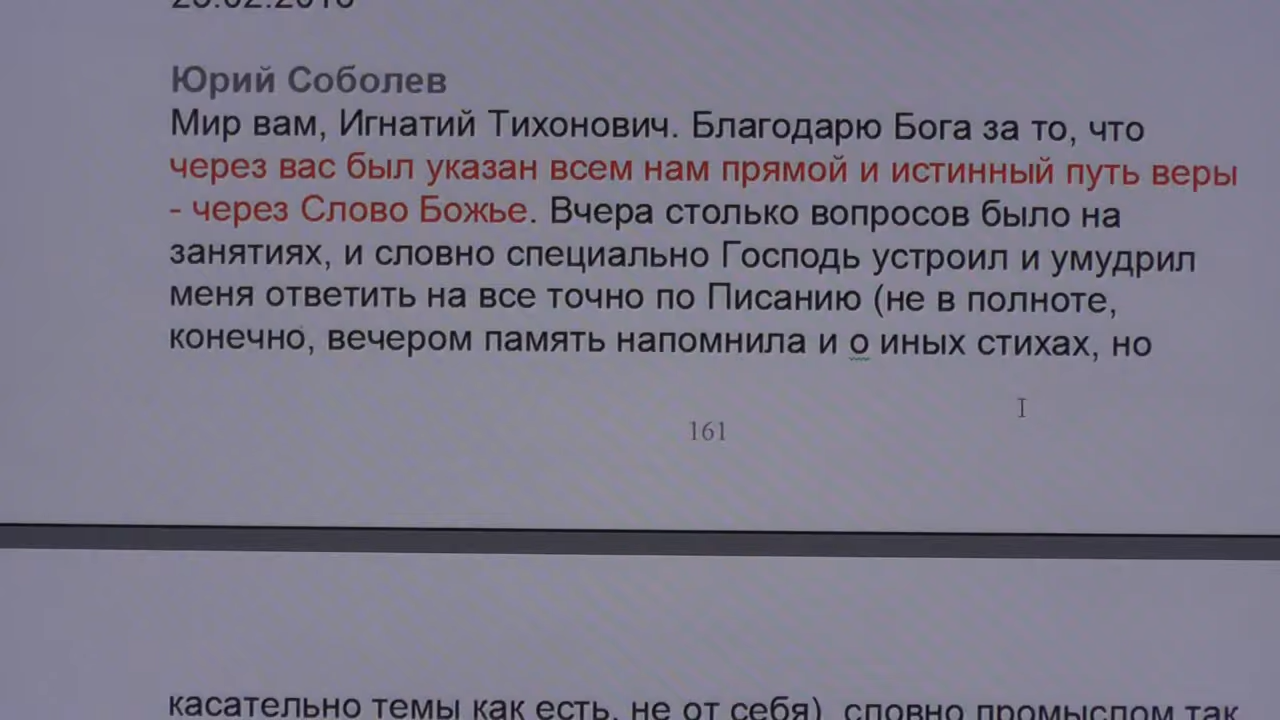 Юрий Соболев
Мир вам, Игнатий Тихонович. Благодарю Бога за то, что
через вас был указан всем нам прямой и истинный путь веры
- через Слово Божье. Вчера столько вопросов было на
занятиях, и словно специально Господь устроил и умудрил
меня ответить на все точно по Писанию (не в полноте,
конечно, вечером память напомнила и о иных стихах, но
161
касательно темы как есть, не от себя), словно промыслом так